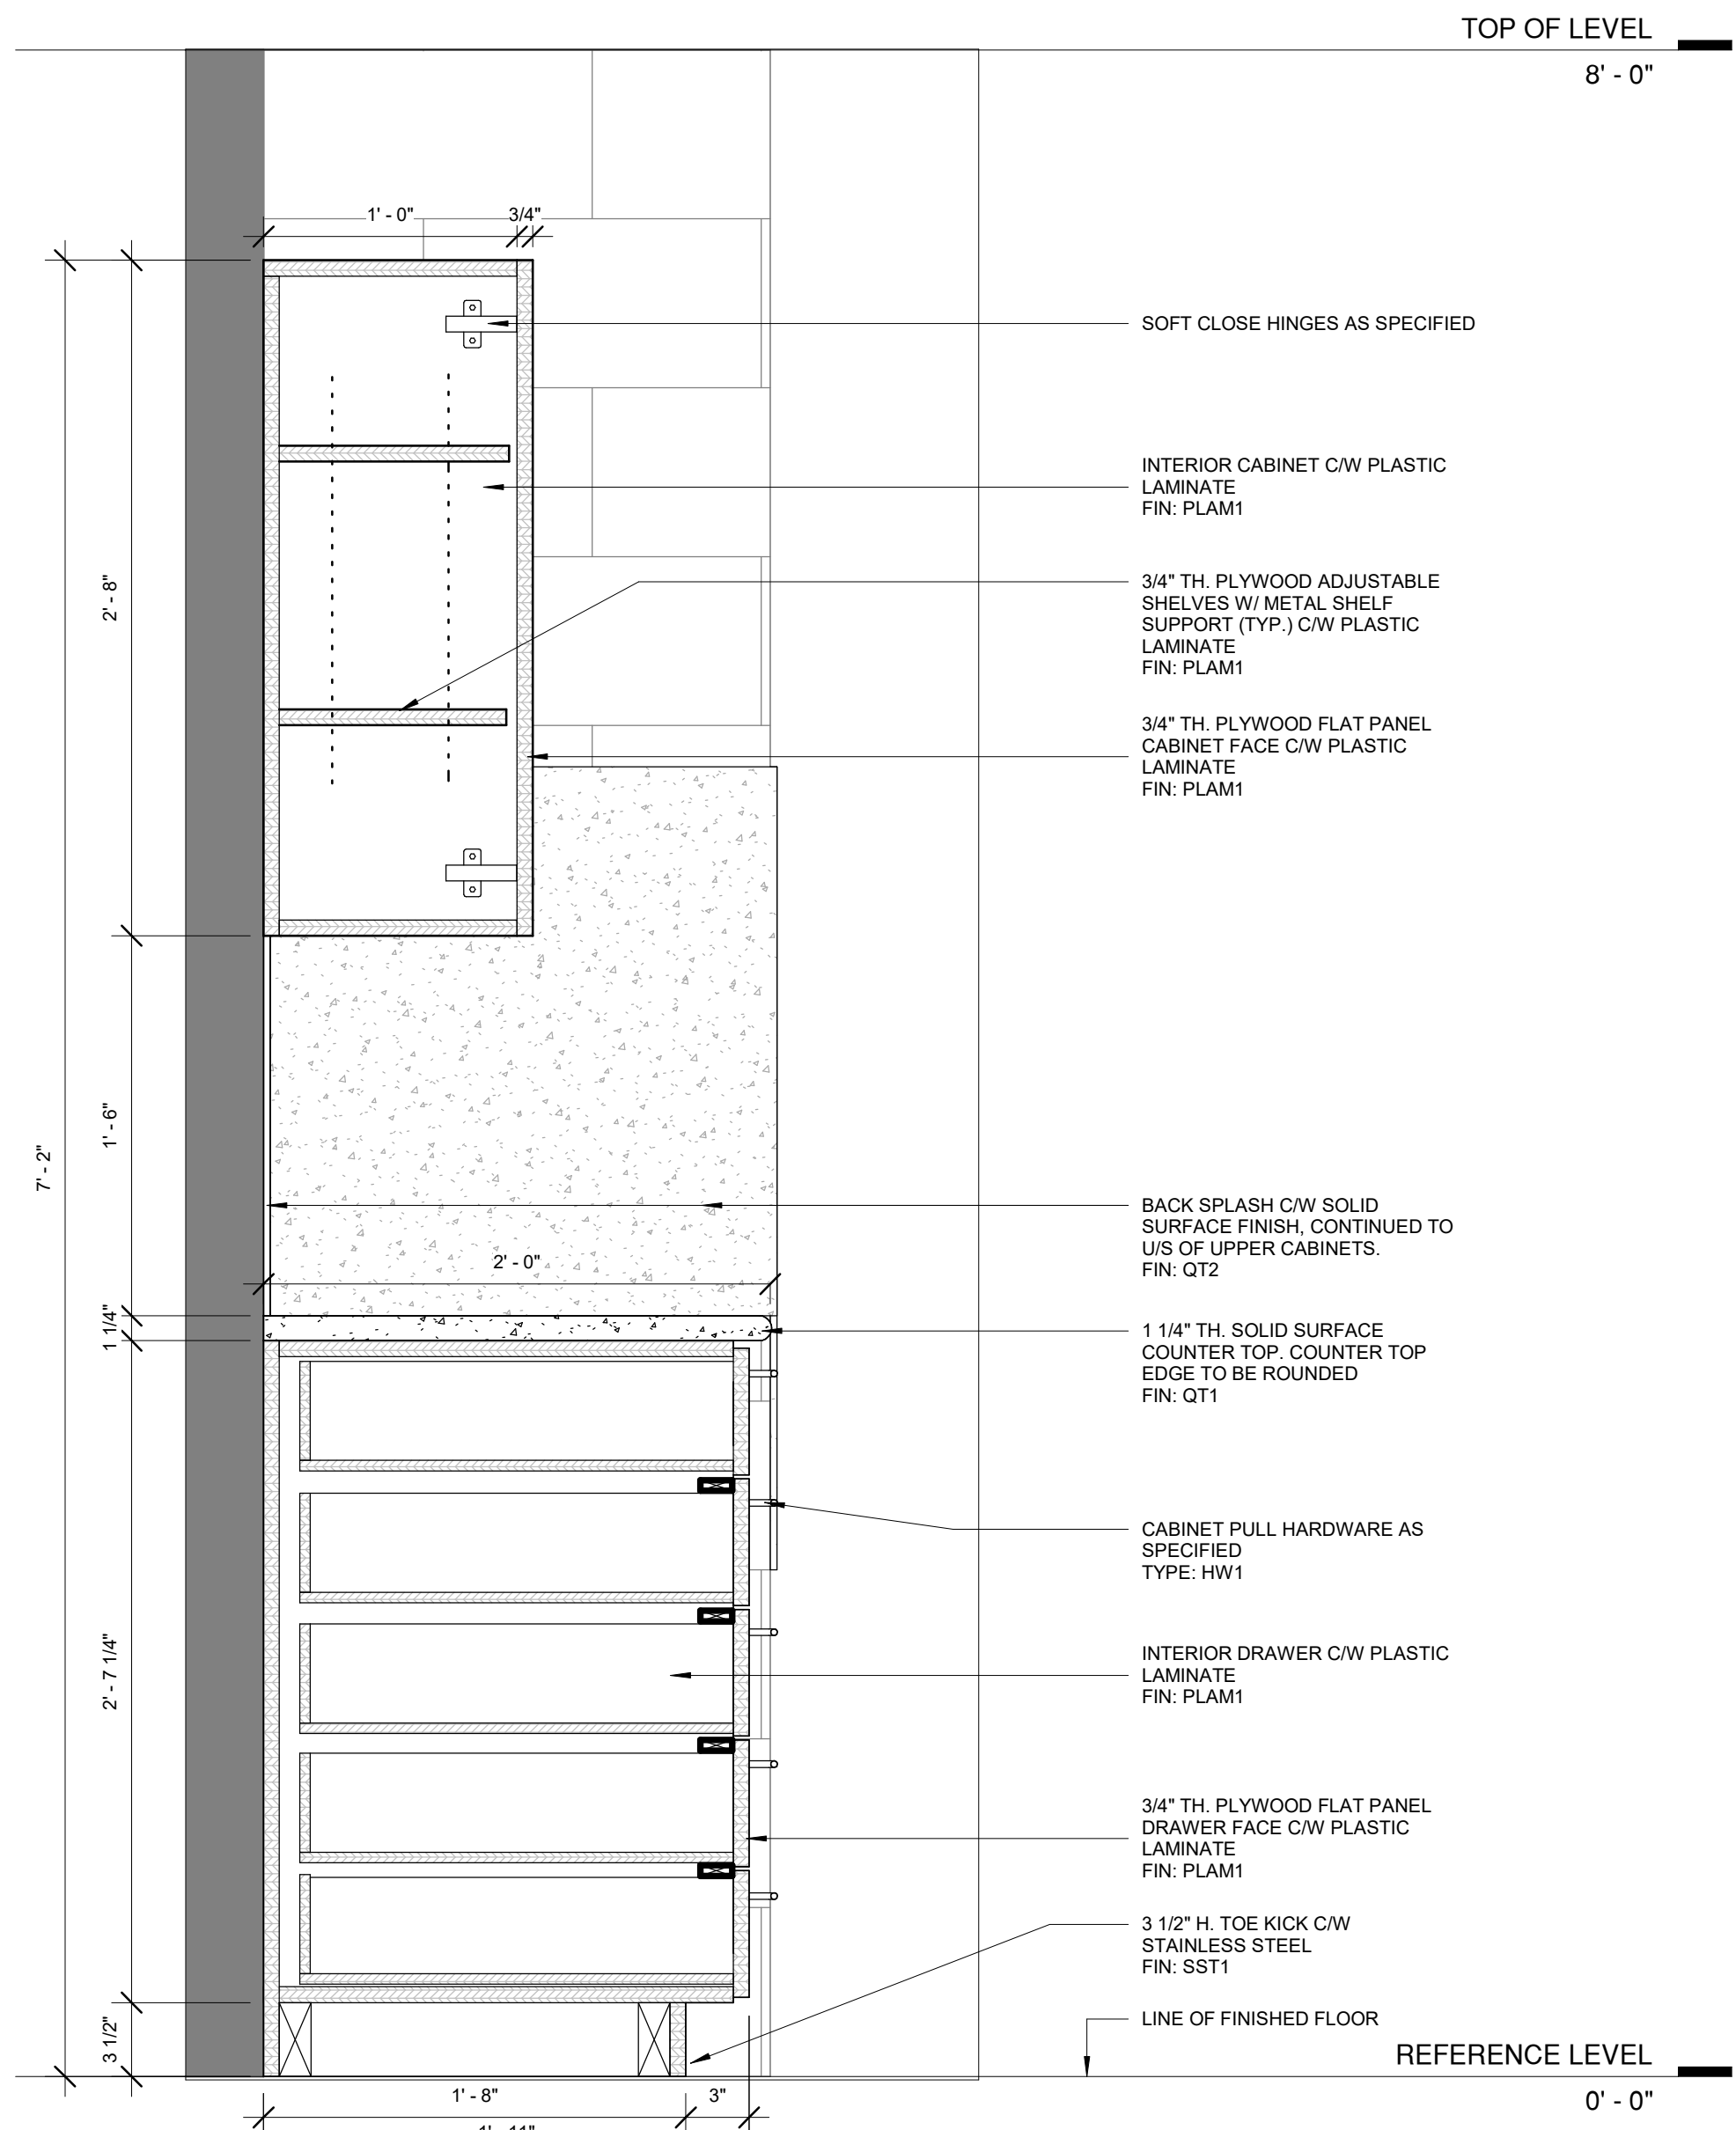 TOP OF LEVEL
8' - 0"
1' - 0"
3/4"
SOFT CLOSE HINGES AS SPECIFIED
INTERIOR CABINET C/W PLASTIC
LAMINATE
FIN: PLAM1
2' - 8"
3/4" TH. PLYWOOD ADJUSTABLE
SHELVES W/ METAL SHELF
SUPPORT (TYP.) C/W PLASTIC
LAMINATE
FIN: PLAM1
3/4" TH. PLYWOOD FLAT PANEL
CABINET FACE C/W PLASTIC
LAMINATE
FIN: PLAM1
1' - 6"
7' - 2"
BACK SPLASH C/W SOLID
SURFACE FINISH, CONTINUED TO
U/S OF UPPER CABINETS.
FIN: QT2
2' - 0"
1 1/4"
1 1/4" TH. SOLID SURFACE
COUNTER TOP. COUNTER TOP
EDGE TO BE ROUNDED
FIN: QT1
CABINET PULL HARDWARE AS
SPECIFIED
TYPE: HW1
2' - 7 1/4"
INTERIOR DRAWER C/W PLASTIC
LAMINATE
FIN: PLAM1
3/4" TH. PLYWOOD FLAT PANEL
DRAWER FACE C/W PLASTIC
LAMINATE
FIN: PLAM1
3 1/2" H. TOE KICK C/W
STAINLESS STEEL
FIN: SST1
3 1/2"
LINE OF FINISHED FLOOR
REFERENCE LEVEL
0' - 0"
1' - 8"
3"
1' - 11"